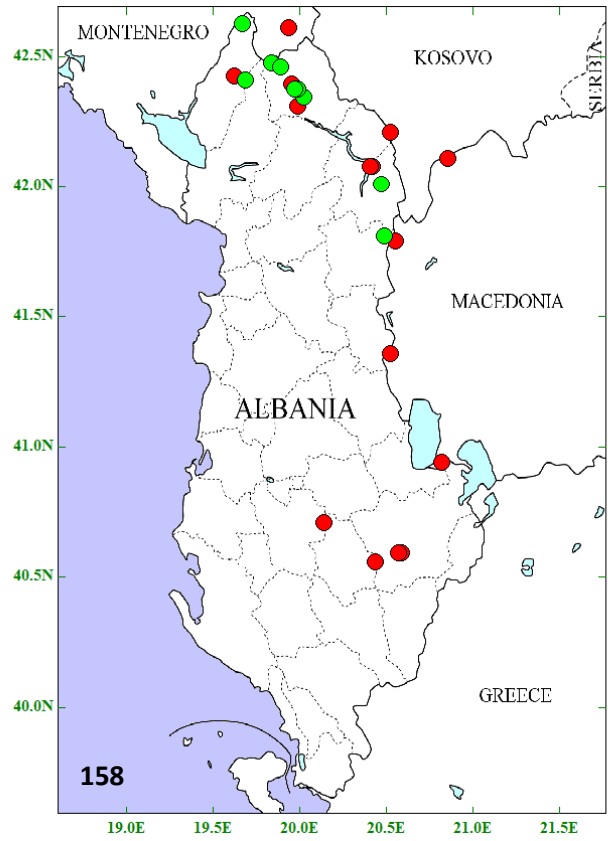 MONTENEGRO
KOSOVO
SERBIA
42.5N
42.0N
MACEDONIA
41.5N
ALBANIA
41.0N
40.5N
40.0N
GREECE
158
19.0E 19.5E 20.0E 20.5E 21.0E 21.5E